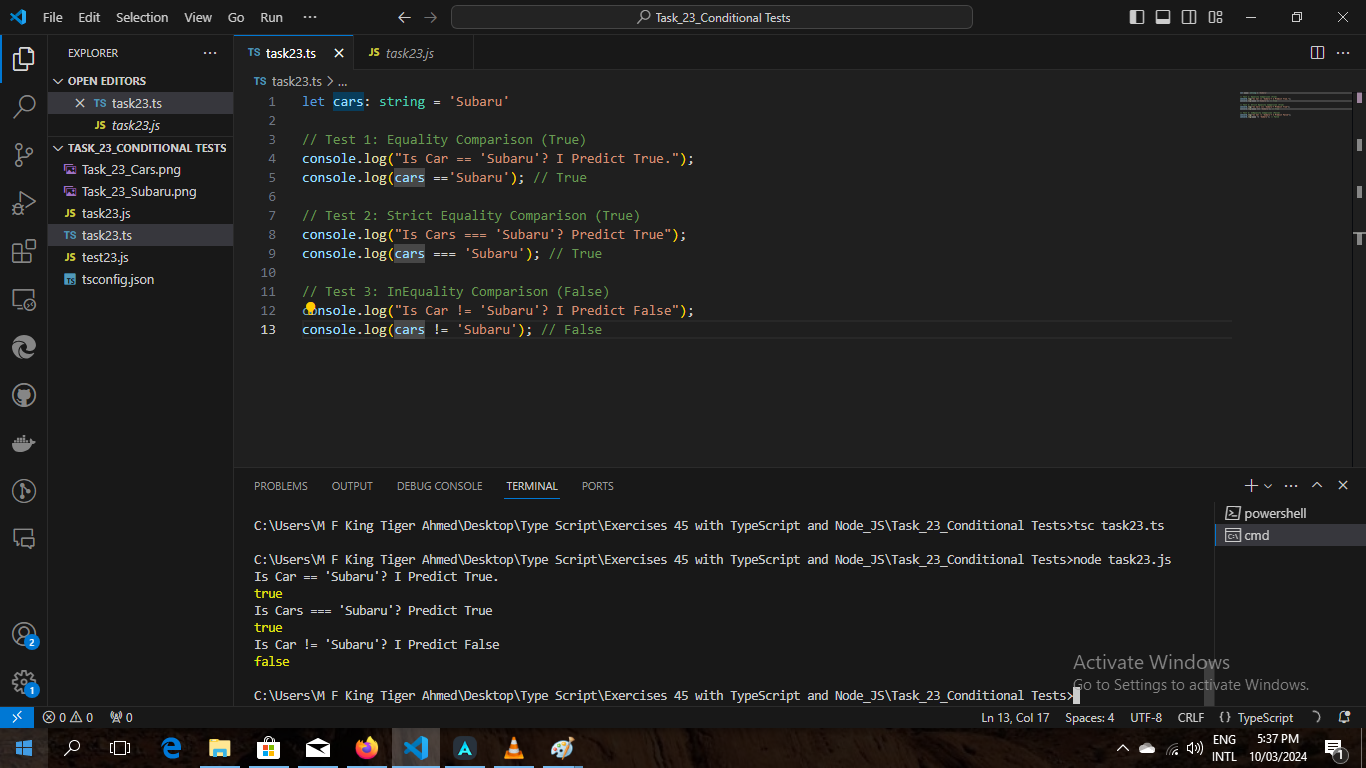 File Edit Selection View Go Run ···
Task_23_Conditional Tests
EXPLORER ···
OPEN EDITORS
TS task23.ts
JS task23.js
TASK_23_CONDITIONAL TESTS
Task_23_Cars.png
Task_23_Subaru.png
JS task23.js
TS task23.ts
JS test23.js
TS tsconfig.json
2
1
TS task23.ts
JS task23.js
TS task23.ts > ...
1 let cars: string = 'Subaru'
2
3 // Test 1: Equality Comparison (True)
4 console.log("Is Car == 'Subaru'? I Predict True.");
5 console.log(cars =='Subaru'); // True
6
7 // Test 2: Strict Equality Comparison (True)
8 console.log("Is Cars === 'Subaru'? Predict True");
9 console.log(cars === 'Subaru'); // True
10
11 // Test 3: InEquality Comparison (False)
12 console.log("Is Car != 'Subaru'? I Predict False");
13 console.log(cars != 'Subaru'); // False
PROBLEMS OUTPUT DEBUG CONSOLE TERMINAL PORTS
C:\Users\M F King Tiger Ahmed\Desktop\Type Script\Exercises 45 with TypeScript and Node_JS\Task_23_Conditional Tests>tsc task23.ts
C:\Users\M F King Tiger Ahmed\Desktop\Type Script\Exercises 45 with TypeScript and Node_JS\Task_23_Conditional Tests>node task23.js
Is Car == 'Subaru'? I Predict True.
true
Is Cars === 'Subaru'? Predict True
true
Is Car != 'Subaru'? I Predict False
false
C:\Users\M F King Tiger Ahmed\Desktop\Type Script\Exercises 45 with TypeScript and Node_JS\Task_23_Conditional Tests>
powershell
cmd
Activate Windows
Go to Settings to activate Windows.
0 0 0
Ln 13, Col 17 Spaces: 4 UTF-8 CRLF {} TypeScript
ENG
INTL
5:37 PM
10/03/2024
1